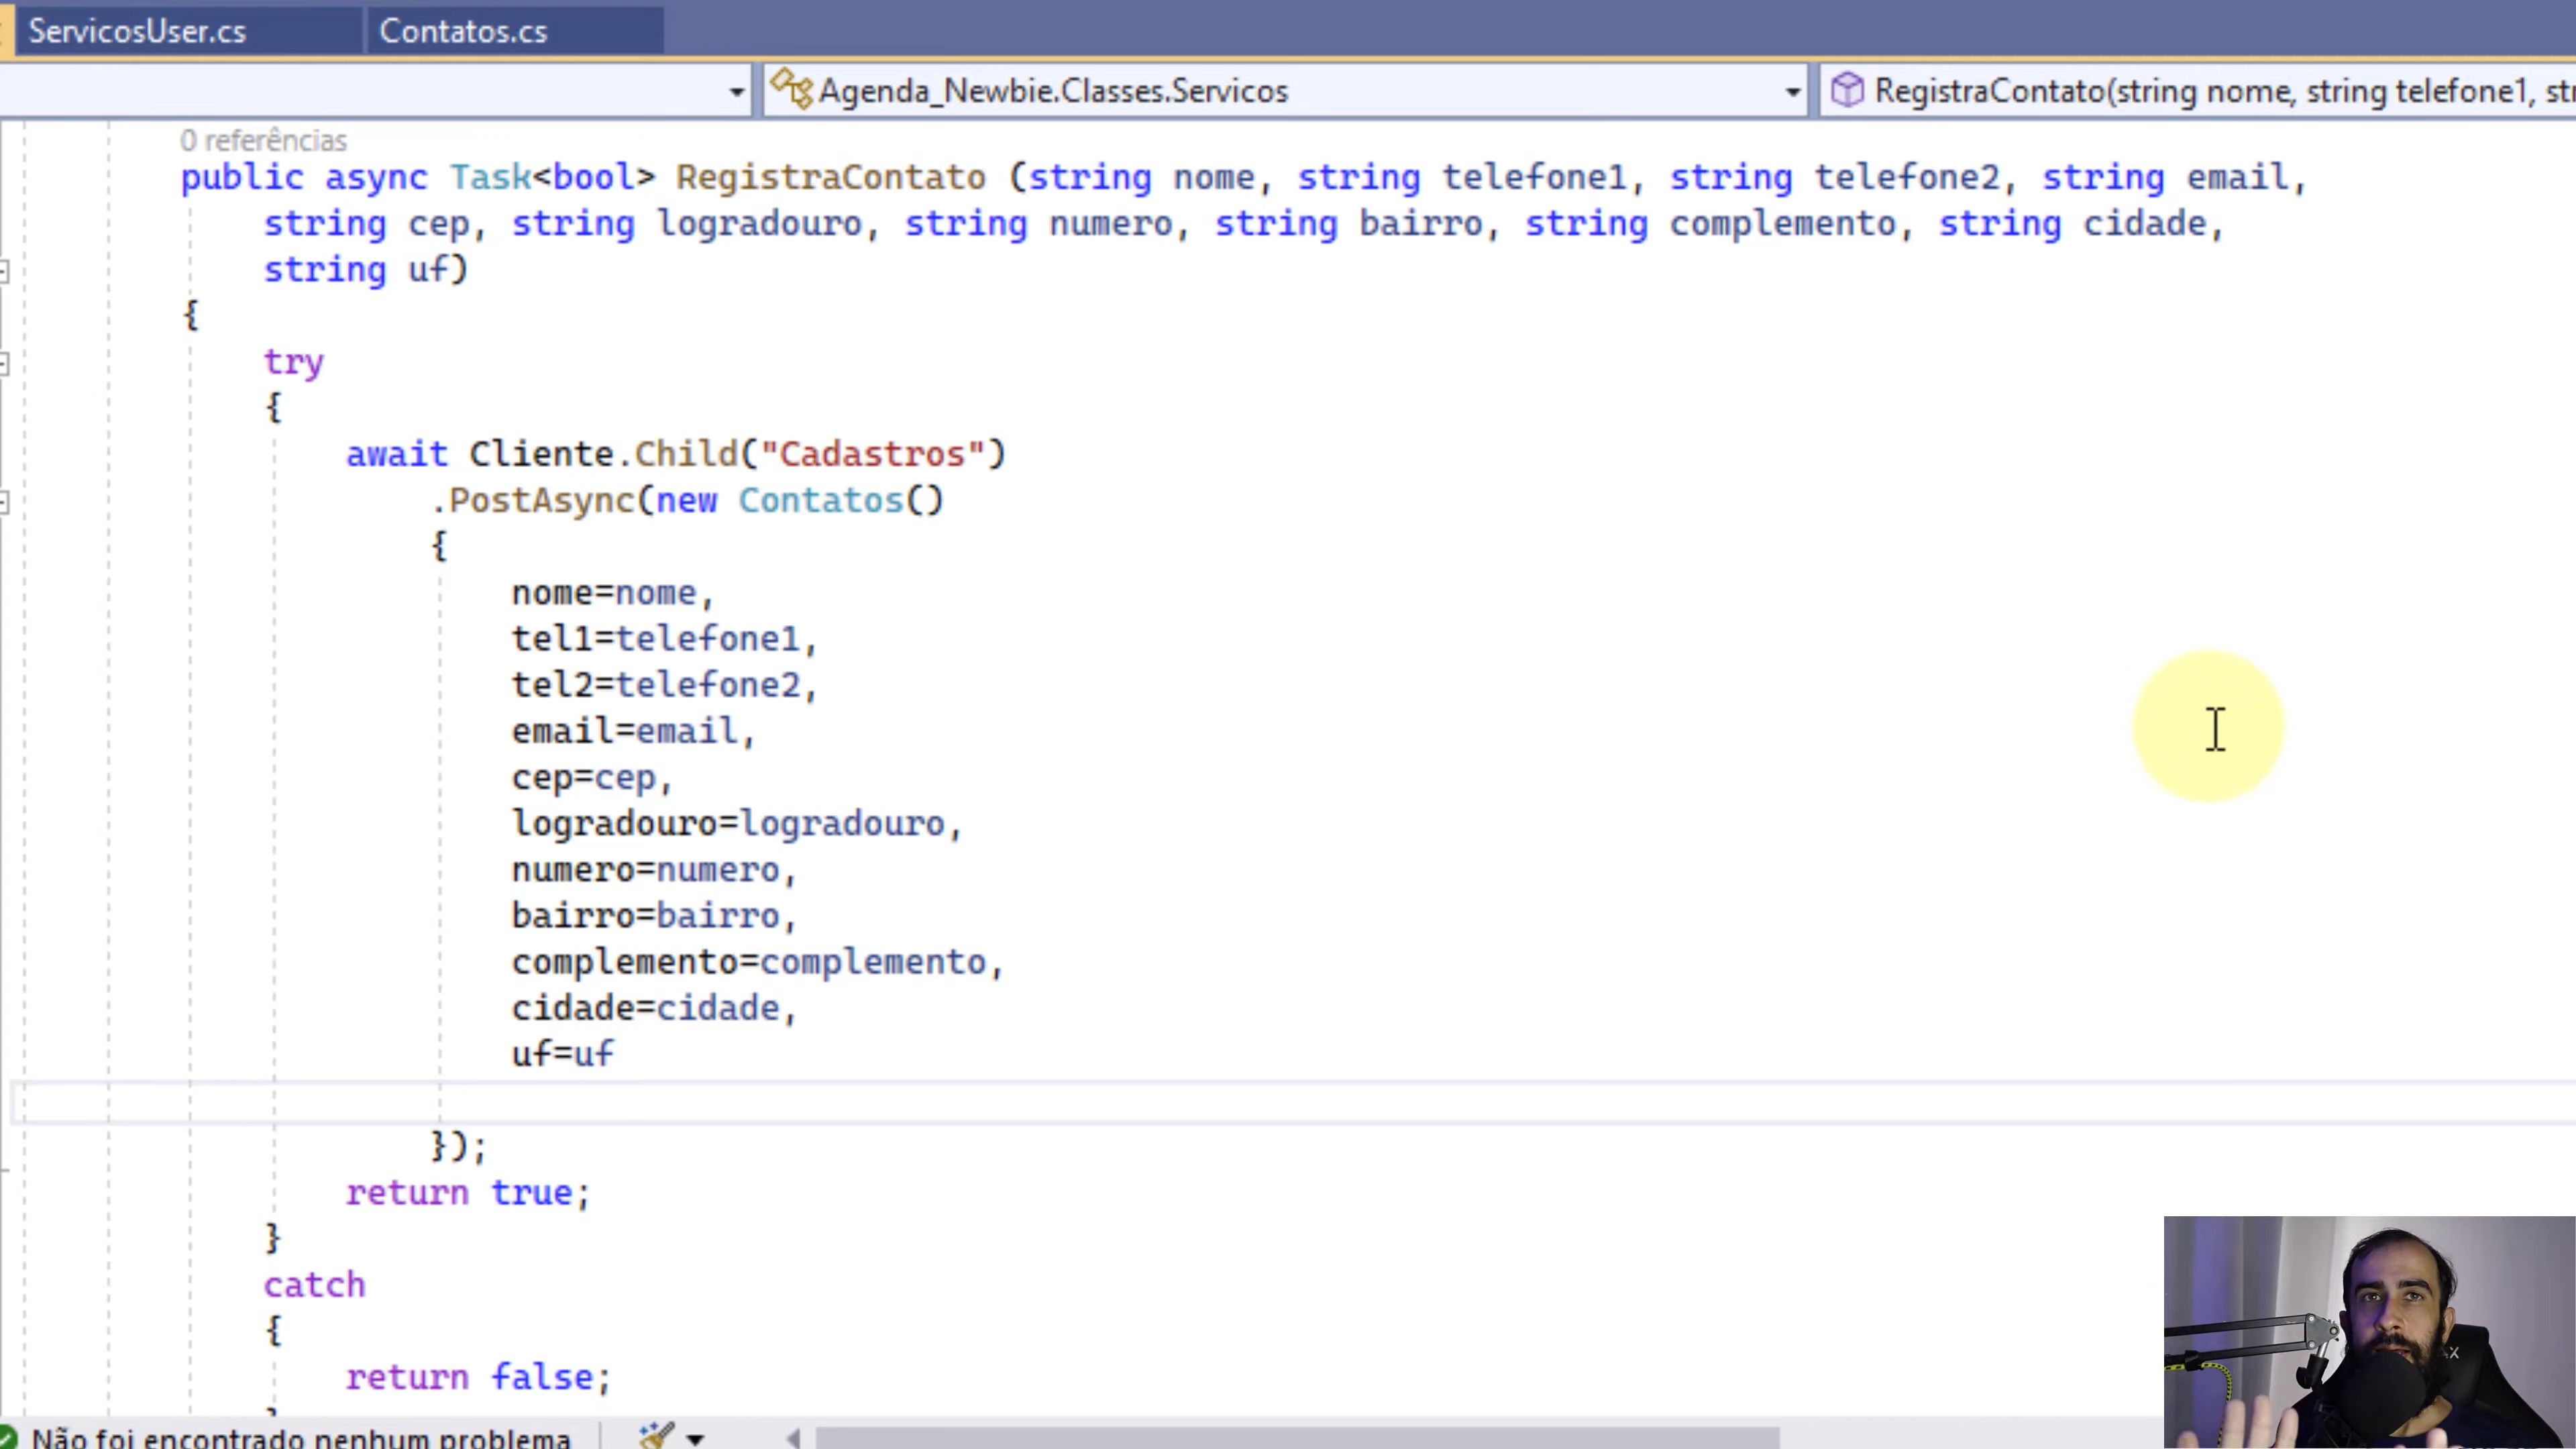 ServicosUser.cs
Contatos.cs
Agenda_Newbie.Classes.Servicos
RegistraContato(string nome, string telefone1,
0 referências
public async Task<bool> RegistraContato (string nome, string telefone1, string telefone2, string email,
string cep, string logradouro, string numero, string bairro, string complemento, string cidade,
string uf)
{
try
{
await Cliente.Child("Cadastros")
.PostAsync(new Contatos()
{
nome=nome,
tel1=telefone1,
tel2=telefone2,
email=email,
cep=cep,
logradouro=logradouro,
numero=numero,
bairro=bairro,
complemento=complemento,
cidade=cidade,
uf=uf
});
return true;
}
catch
{
return false;
}
Não foi encontrado nenhum problema